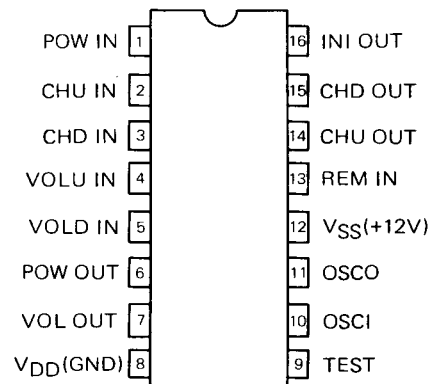 POW IN 1 16 INI OUT
CHU IN 2 15 CHD OUT
CHD IN 3 14 CHU OUT
VOLU IN 4 13 REM IN
VOLD IN 5 12 VSS(+12V)
POW OUT 6 11 OSCO
VOL OUT 7 10 OSCI
VDD(GND) 8 9 TEST